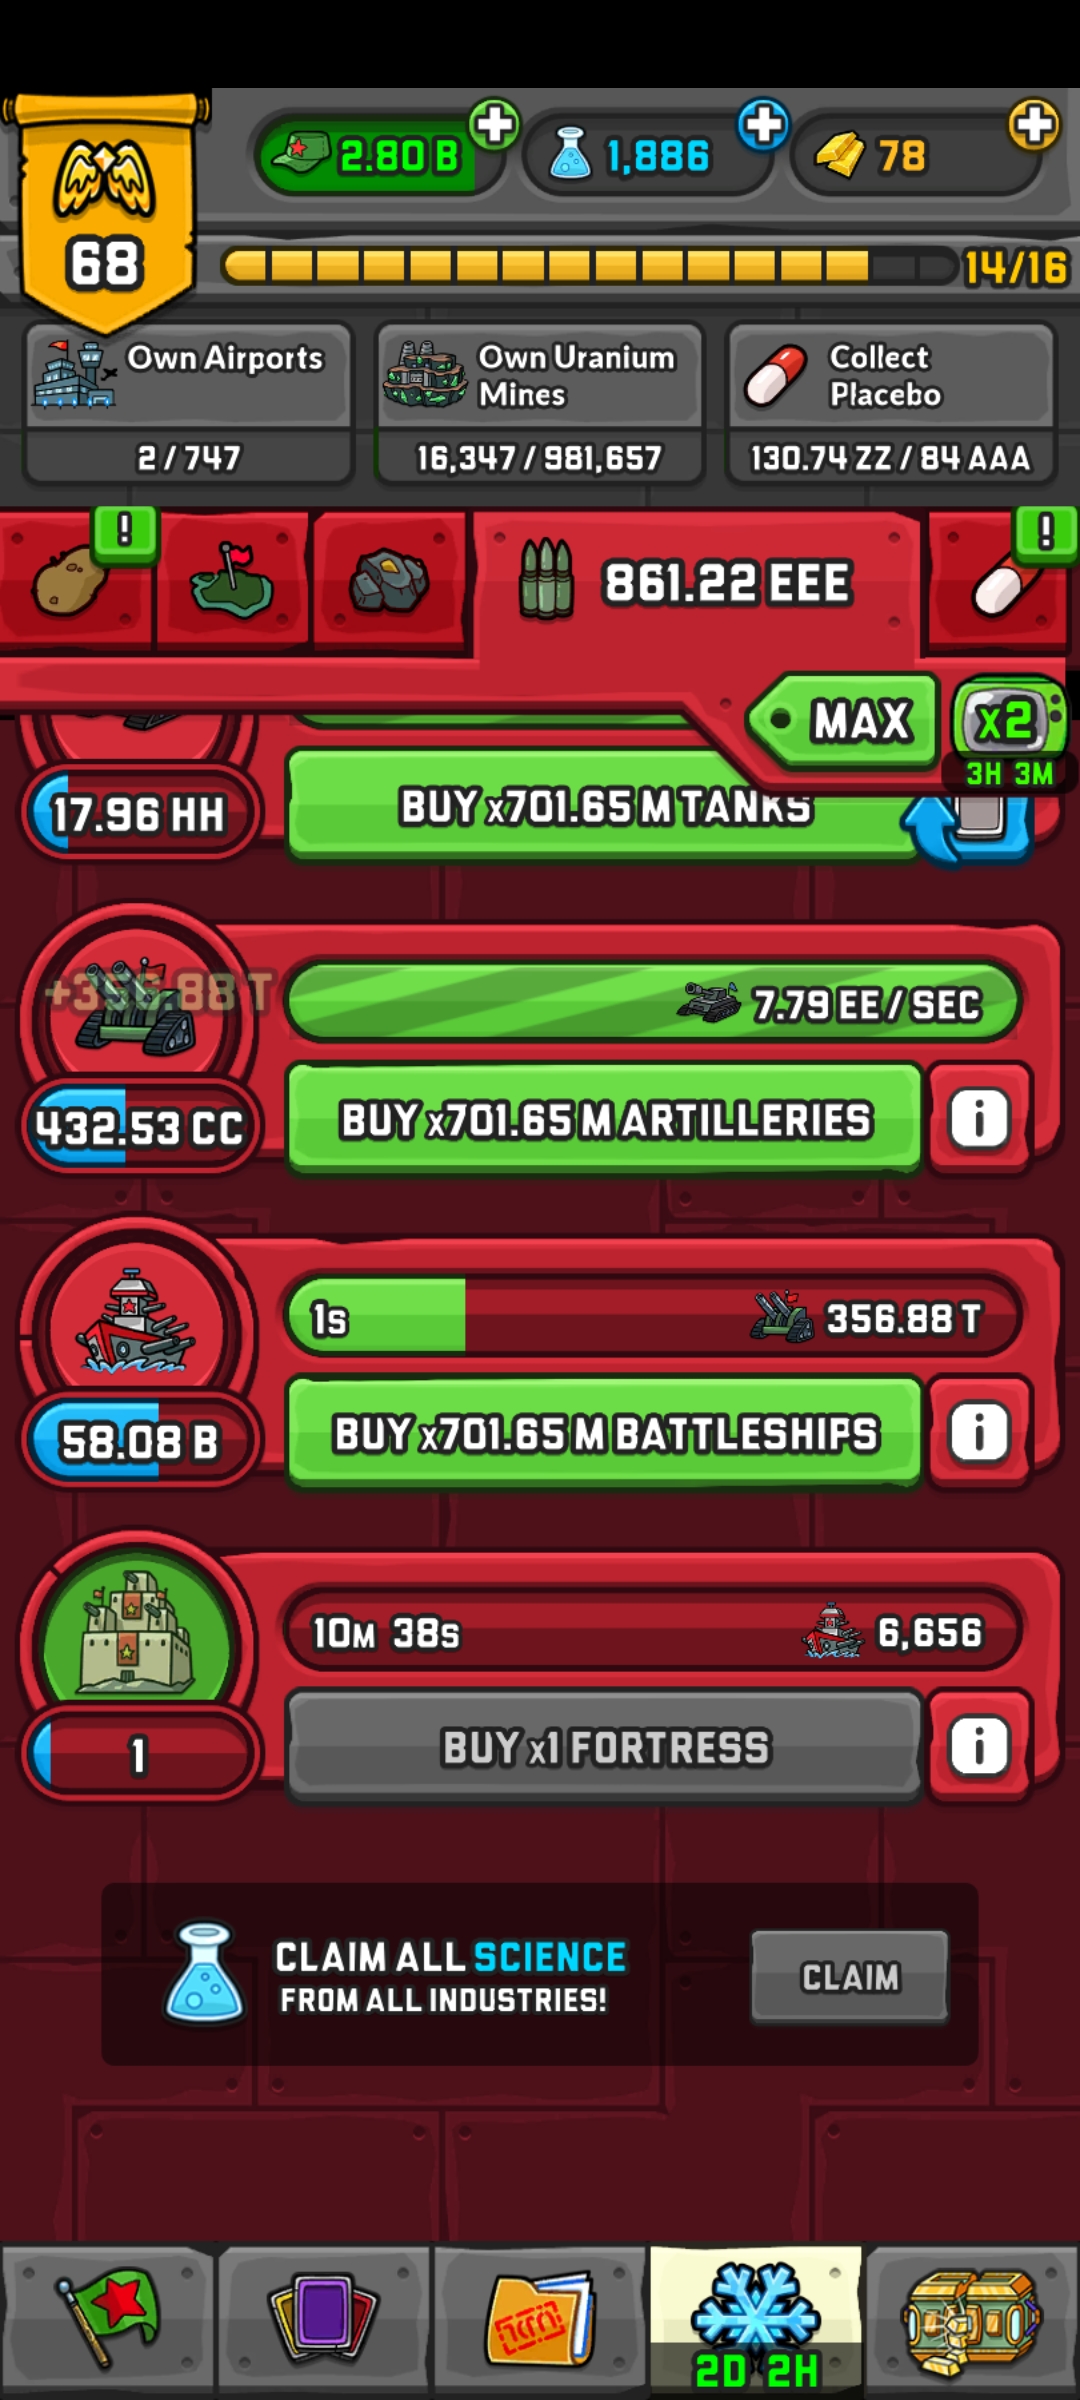 2.80 B
1,886
78
68
14/16
Own Airports
2 / 747
Own Uranium
Mines
16,347 / 981,657
Collect
Placebo
130.74 ZZ / 84 AAA
!
861.22 EEE
!
MAX
x2
3H 3M
17.96 HH
BUY x701.65 M TANKS
+356.88 T
7.79 EE / SEC
432.53 CC
BUY x701.65 M ARTILLERIES
i
1s
356.88 T
58.08 B
BUY x701.65 M BATTLESHIPS
i
10M 38s
6,656
1
BUY x1 FORTRESS
i
CLAIM ALL SCIENCE
FROM ALL INDUSTRIES!
CLAIM
2D 2H